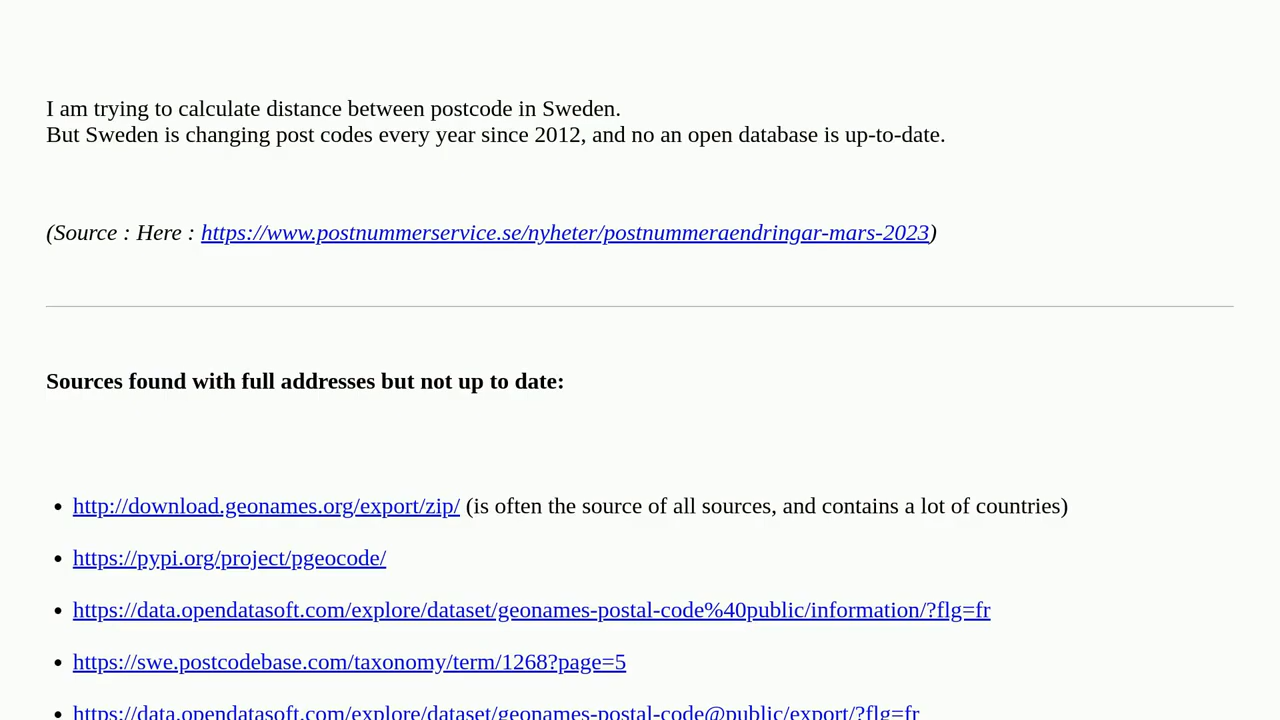 I am trying to calculate distance between postcode in Sweden.
But Sweden is changing post codes every year since 2012, and no an open database is up-to-date.
(Source : Here : https://www.postnummerservice.se/nyheter/postnummeraendringar-mars-2023)
Sources found with full addresses but not up to date:
• http://download.geonames.org/export/zip/ (is often the source of all sources, and contains a lot of countries)
• https://pypi.org/project/pgeocode/
• https://data.opendatasoft.com/explore/dataset/geonames-postal-code%40public/information/?flg=fr
• https://swe.postcodebase.com/taxonomy/term/1268?page=5
• https://data.opendatasoft.com/explore/dataset/geonames-postal-code@public/export/?flg=fr